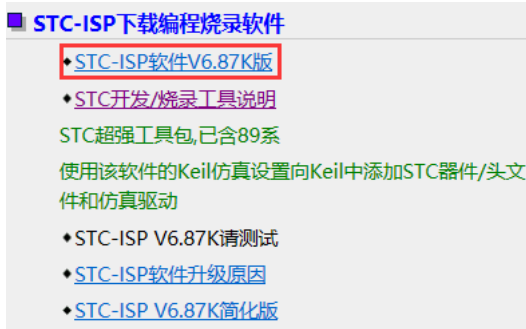 STC-ISP下载编程烧录软件
STC-ISP软件V6.87K版
STC开发/烧录工具说明
STC超强工具包,已含89系
使用该软件的Keil仿真设置向Keil中添加STC器件/头文
件和仿真驱动
STC-ISP V6.87K请测试
STC-ISP软件升级原因
STC-ISP V6.87K简化版